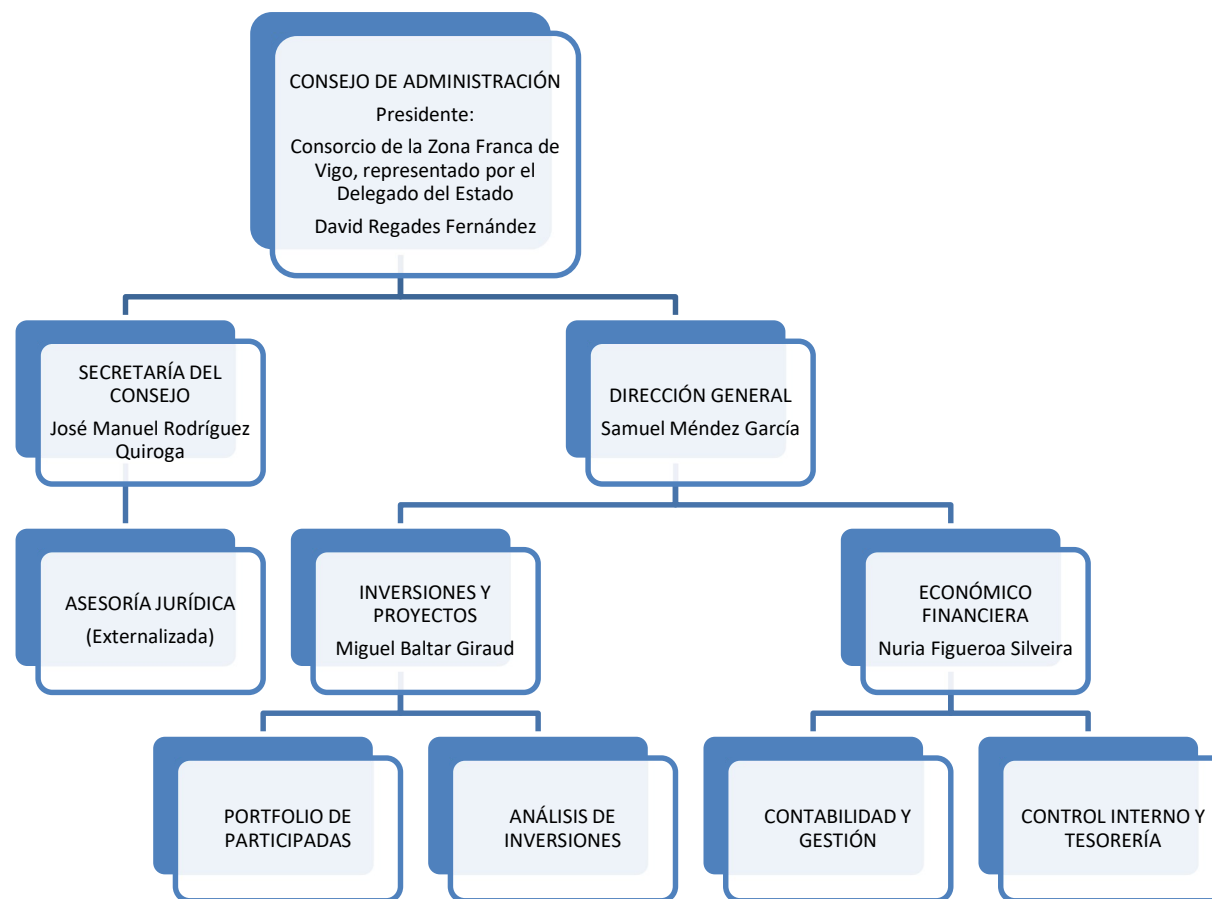 CONSEJO DE ADMINISTRACIÓN
Presidente:
Consorcio de la Zona Franca de
Vigo, representado por el
Delegado del Estado
David Regades Fernández
SECRETARÍA DEL
CONSEJO
José Manuel Rodríguez
Quiroga
DIRECCIÓN GENERAL
Samuel Méndez García
ASESORÍA JURÍDICA
(Externalizada)
INVERSIONES Y
PROYECTOS
Miguel Baltar Giraud
ECONÓMICO
FINANCIERA
Nuria Figueroa Silveira
PORTFOLIO DE
PARTICIPADAS
ANÁLISIS DE
INVERSIONES
CONTABILIDAD Y
GESTIÓN
CONTROL INTERNO Y
TESORERÍA